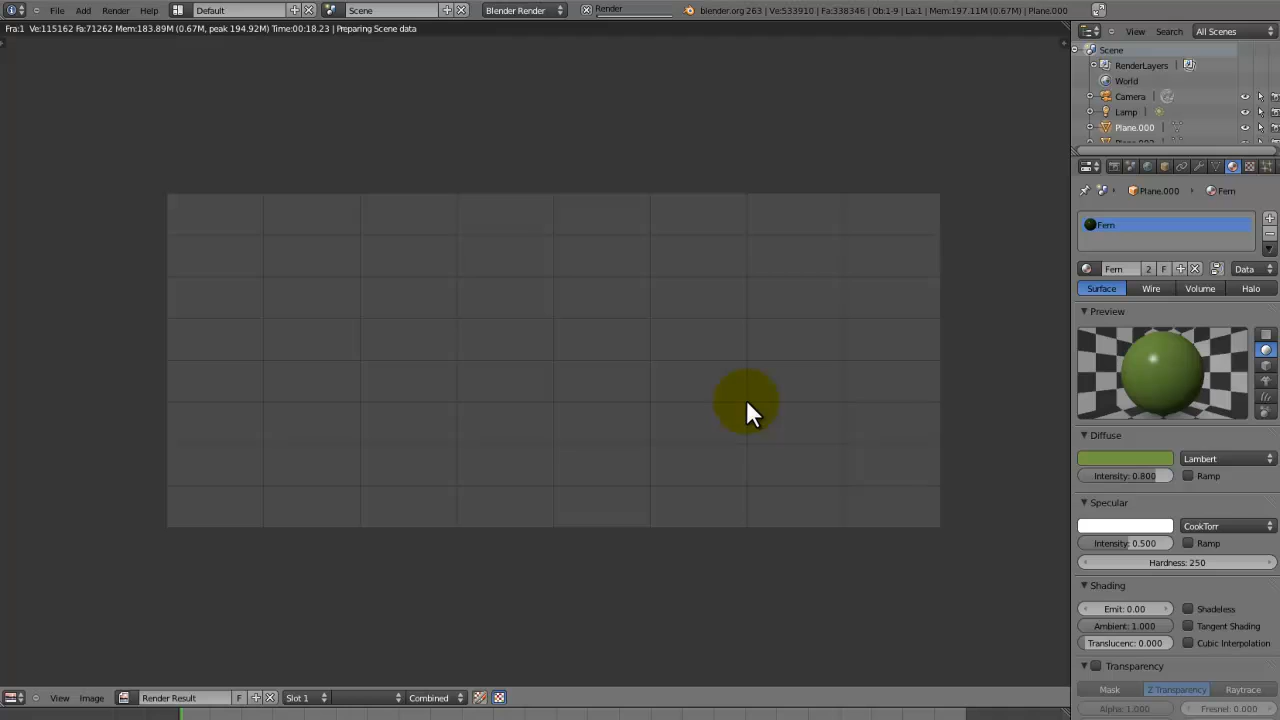 File Add Render Help Default Scene Blender Render Render blender.org 263 | Ve:533910 | Fa:338346 | Ob:1-9 | La:1 | Mem:197.11M (0.67M) | Plane.000
Fra:1 Ve:115162 Fa:71262 Mem:183.89M (0.67M, peak 194.92M) Time:00:18.23 | Preparing Scene data
View Search All Scenes
Scene
RenderLayers
World
Camera
Lamp
Plane.000
Plane.000 Fern
Fern
Fern 2 F Data
Surface Wire Volume Halo
Preview
Diffuse
Lambert
Intensity: 0.800 Ramp
Specular
CookTorr
Intensity: 0.500 Ramp
Hardness: 250
Shading
Emit: 0.00 Shadeless
Ambient: 1.000 Tangent Shading
Translucenc: 0.000 Cubic Interpolation
Transparency
Mask Z Transparency Raytrace
Alpha: 1.000 Fresnel: 0.000
View Image Render Result F Slot 1 Combined